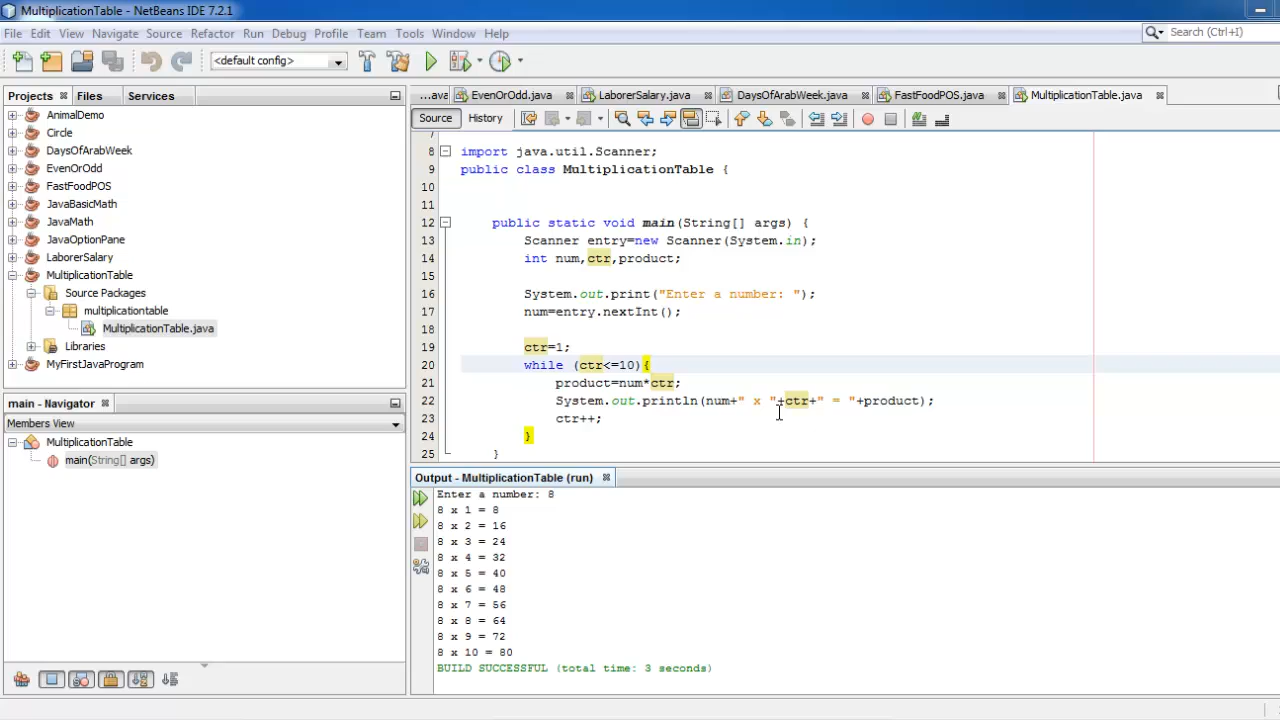 MultiplicationTable - NetBeans IDE 7.2.1
File Edit View Navigate Source Refactor Run Debug Profile Team Tools Window Help
Search (Ctrl+I)
<default config>
Projects Files Services
AnimalDemo
Circle
DaysOfArabWeek
EvenOrOdd
FastFoodPOS
JavaBasicMath
JavaMath
JavaOptionPane
LaborerSalary
MultiplicationTable
Source Packages
multiplicationtable
MultiplicationTable.java
Libraries
MyFirstJavaProgram
main - Navigator
Members View
MultiplicationTable
main(String[] args)
...ava EvenOrOdd.java LaborerSalary.java DaysOfArabWeek.java FastFoodPOS.java MultiplicationTable.java
Source History
7
8 import java.util.Scanner;
9 public class MultiplicationTable {
10
11
12 public static void main(String[] args) {
13 Scanner entry=new Scanner(System.in);
14 int num,ctr,product;
15
16 System.out.print("Enter a number: ");
17 num=entry.nextInt();
18
19 ctr=1;
20 while (ctr<=10){
21 product=num*ctr;
22 System.out.println(num+" x "+ctr+" = "+product);
23 ctr++;
24 }
25 }
Output - MultiplicationTable (run)
Enter a number: 8
8 x 1 = 8
8 x 2 = 16
8 x 3 = 24
8 x 4 = 32
8 x 5 = 40
8 x 6 = 48
8 x 7 = 56
8 x 8 = 64
8 x 9 = 72
8 x 10 = 80
BUILD SUCCESSFUL (total time: 3 seconds)